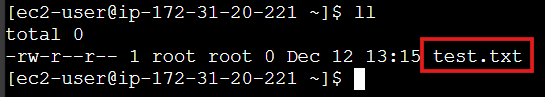 [ec2-user@ip-172-31-20-221 ~]$ ll
total 0
-rw-r--r-- 1 root root 0 Dec 12 13:15 test.txt
[ec2-user@ip-172-31-20-221 ~]$